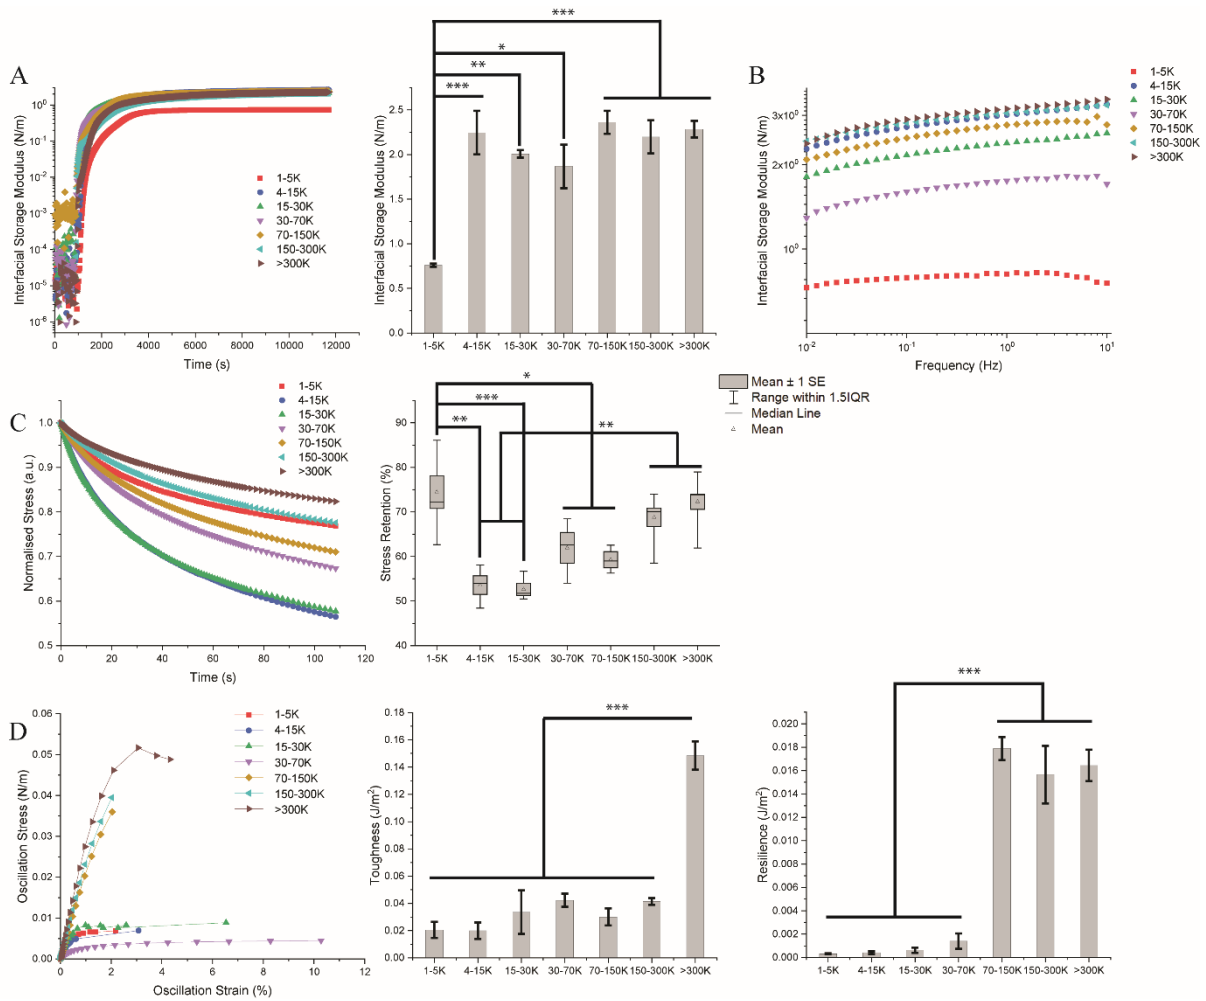 A
Interfacial Storage Modulus (N/m)
10⁰
10⁻¹
10⁻²
10⁻³
10⁻⁴
10⁻⁵
10⁻⁶
0 2000 4000 6000 8000 10000 12000
Time (s)
1-5K
4-15K
15-30K
30-70K
70-150K
150-300K
>300K
***
*
**
***
Interfacial Storage Modulus (N/m)
2.5
2.0
1.5
1.0
0.5
0.0
1-5K 4-15K 15-30K 30-70K 70-150K 150-300K >300K
B
1-5K
4-15K
15-30K
30-70K
70-150K
150-300K
>300K
Interfacial Storage Modulus (N/m)
3x10⁰
2x10⁰
10⁰
10⁻² 10⁻¹ 10⁰ 10¹
Frequency (Hz)
C
1-5K
4-15K
15-30K
30-70K
70-150K
150-300K
>300K
Normalised Stress (a.u.)
1.0
0.9
0.8
0.7
0.6
0.5
0 20 40 60 80 100 120
Time (s)
Mean ± 1 SE
Range within 1.5IQR
Median Line
Mean
*
***
**
**
Stress Retention (%)
95
90
80
70
60
50
40
1-5K 4-15K 15-30K 30-70K 70-150K 150-300K >300K
D
1-5K
4-15K
15-30K
30-70K
70-150K
150-300K
>300K
Oscillation Stress (N/m)
0.06
0.05
0.04
0.03
0.02
0.01
0.00
0 2 4 6 8 10 12
Oscillation Strain (%)
***
Toughness (J/m²)
0.18
0.16
0.14
0.12
0.10
0.08
0.06
0.04
0.02
0.00
1-5K 4-15K 15-30K 30-70K 70-150K 150-300K >300K
***
Resilience (J/m²)
0.020
0.018
0.016
0.014
0.012
0.010
0.008
0.006
0.004
0.002
0.000
1-5K 4-15K 15-30K 30-70K 70-150K 150-300K >300K